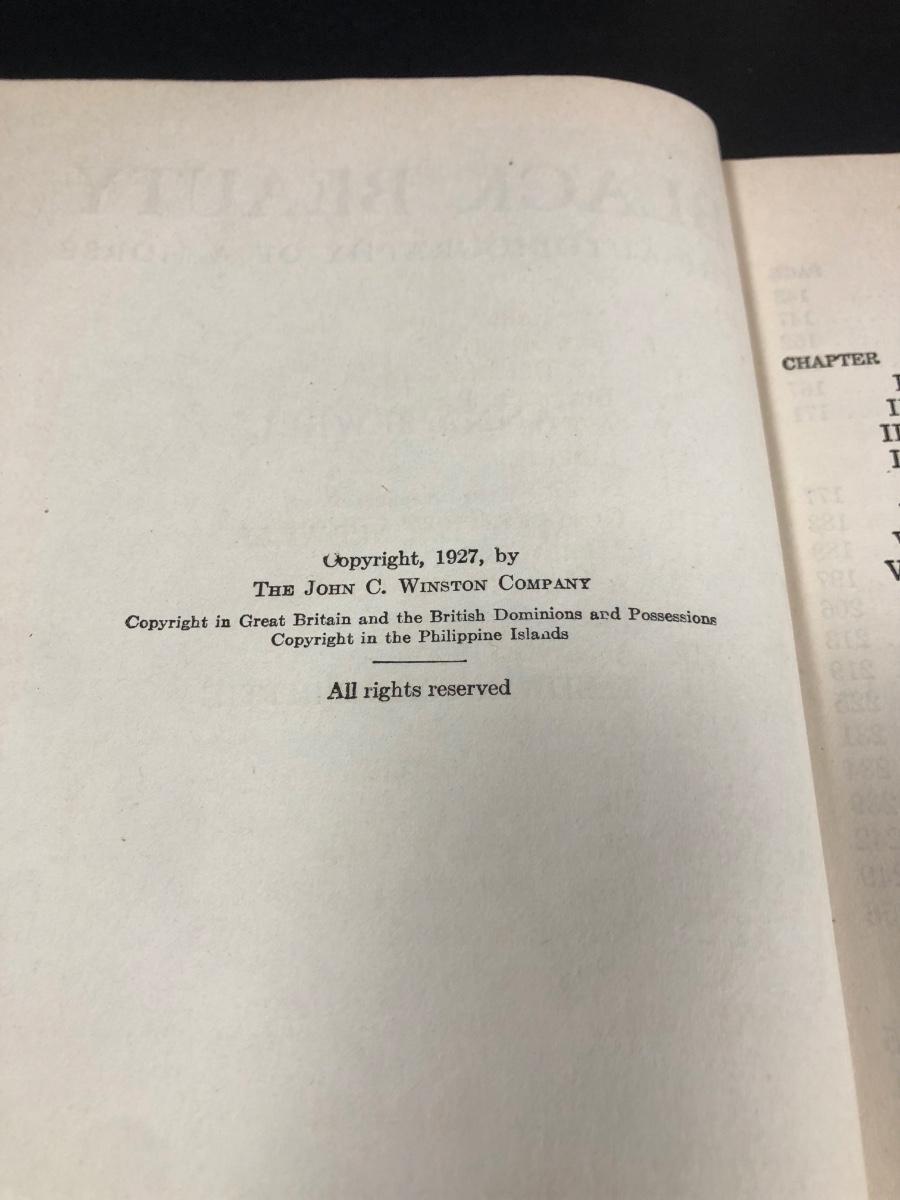 Copyright, 1927, by
THE JOHN C. WINSTON COMPANY
Copyright in Great Britain and the British Dominions and Possessions
Copyright in the Philippine Islands
All rights reserved
CHAPTER